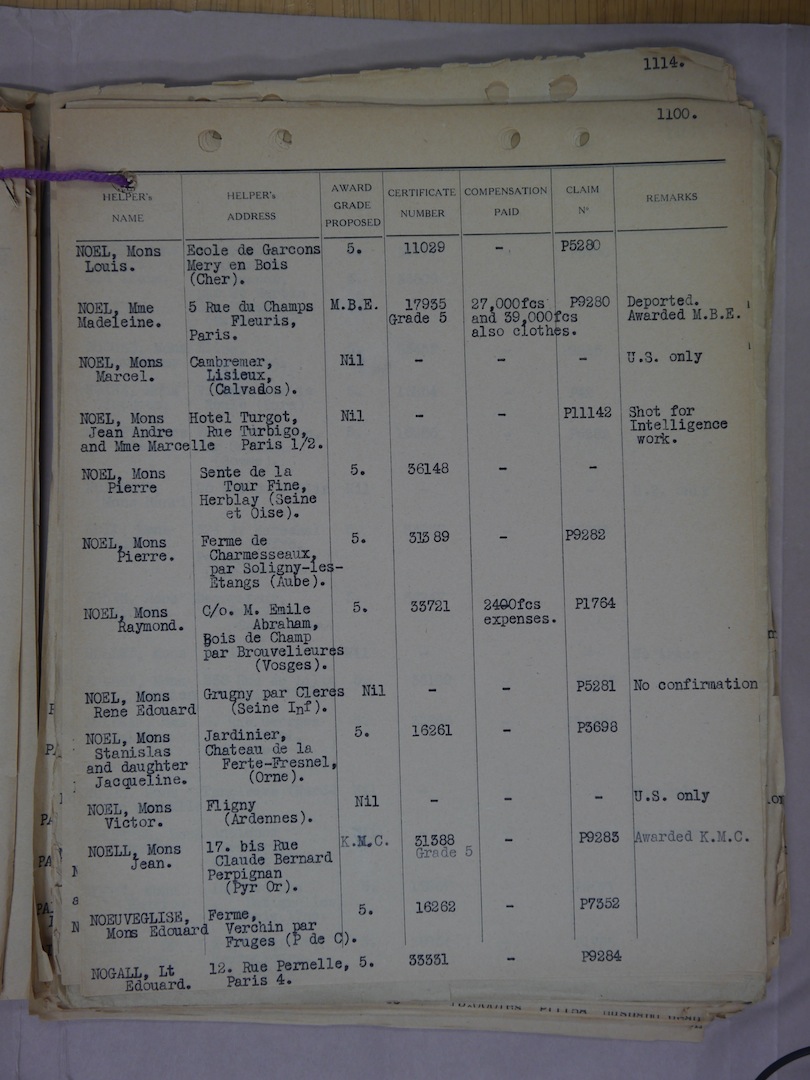 1114.
1100.
HELPER's NAME | HELPER's ADDRESS | AWARD GRADE PROPOSED | CERTIFICATE NUMBER | COMPENSATION PAID | CLAIM No | REMARKS
NOEL, Mons | Ecole de Garcons | 5. | 11029 | - | P5280
Louis. | Mery en Bois
(Cher).
NOEL, Mme | 5 Rue du Champs | M.B.E. | 17935 | 27,000fcs | P9280 | Deported.
Madeleine. | Fleuris, | Grade 5 | and 39,000fcs | Awarded M.B.E.
Paris. | also clothes.
NOEL, Mons | Cambremer, | Nil | - | - | - | U.S. only
Marcel. | Lisieux,
(Calvados).
NOEL, Mons | Hotel Turgot, | Nil | - | - | P11142 | Shot for
Jean Andre | Rue Turbigo, | Intelligence
and Mme Marcelle | Paris 1/2. | work.
NOEL, Mons | Sente de la | 5. | 36148 | - | -
Pierre | Tour Fine,
Herblay (Seine
et Oise).
NOEL, Mons | Ferme de | 5. | 31389 | - | P9282
Pierre. | Charmesseaux,
par Soligny-les-
Etangs (Aube).
NOEL, Mons | C/o. M. Emile | 5. | 33721 | 2400fcs | P1764
Raymond. | Abraham, | expenses.
Bois de Champ
par Brouvelieures
(Vosges).
NOEL, Mons | Grugny par Cleres | Nil | - | - | P5281 | No confirmation
Rene Edouard | (Seine Inf).
NOEL, Mons | Jardinier, | 5. | 16261 | - | P3698
Stanislas | Chateau de la
and daughter | Ferte-Fresnel,
Jacqueline. | (Orne).
NOEL, Mons | Fligny | Nil | - | - | - | U.S. only
Victor. | (Ardennes).
NOELL, Mons | 17. bis Rue | K.M.C. | 31388 | - | P9283 | Awarded K.M.C.
Jean. | Claude Bernard | Grade 5
Perpignan
(Pyr Or).
NOEUVEGLISE, | Ferme, | 5. | 16262 | - | P7352
Mons Edouard | Verchin par
Fruges (P de C).
NOGALL, Lt | 12. Rue Pernelle, | 5. | 33331 | - | P9284
Edouard. | Paris 4.